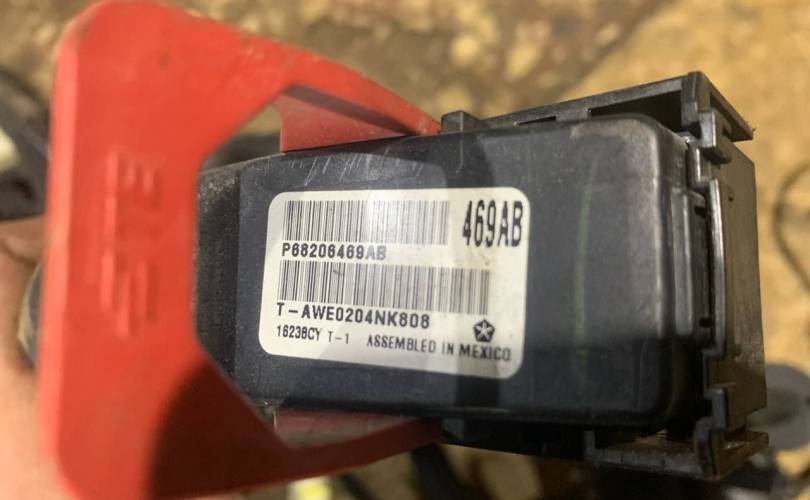 469AB
P68206469AB
T-AWE0204NK808
16238CY T-1 ASSEMBLED IN MEXICO